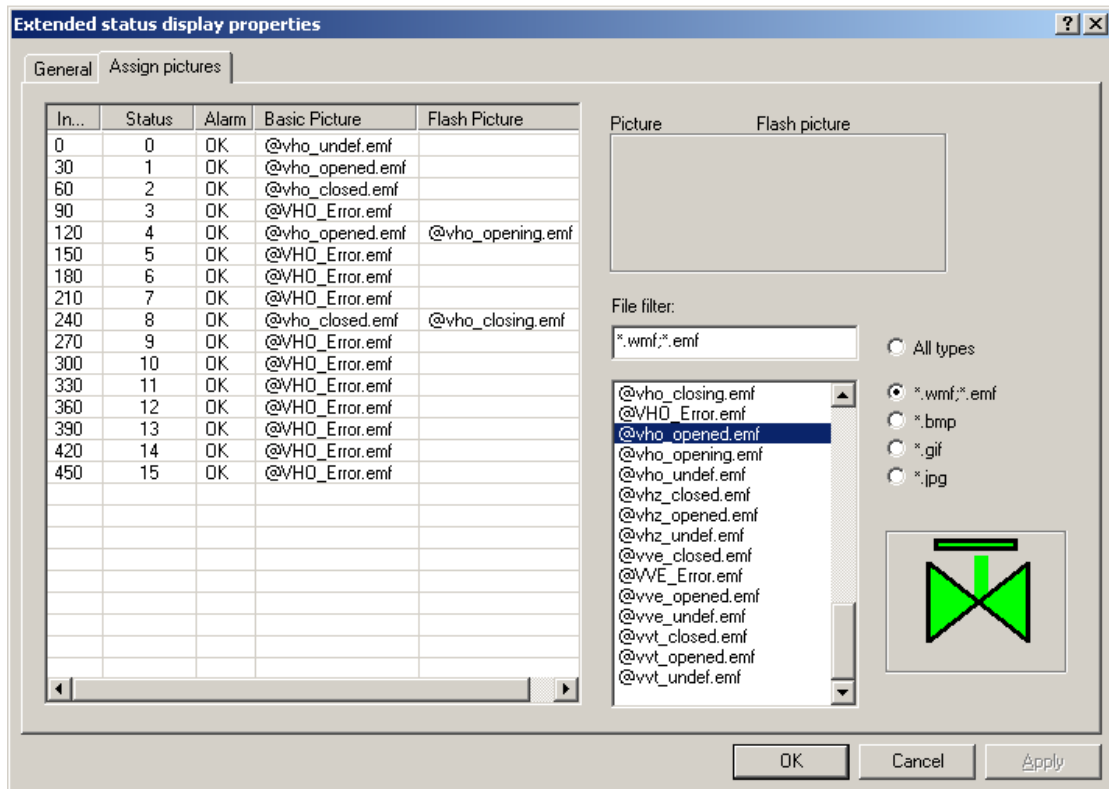 Extended status display properties
General Assign pictures
In... Status Alarm Basic Picture Flash Picture
0 0 OK @vho_undef.emf
30 1 OK @vho_opened.emf
60 2 OK @vho_closed.emf
90 3 OK @VHO_Error.emf
120 4 OK @vho_opened.emf @vho_opening.emf
150 5 OK @VHO_Error.emf
180 6 OK @VHO_Error.emf
210 7 OK @VHO_Error.emf
240 8 OK @vho_closed.emf @vho_closing.emf
270 9 OK @VHO_Error.emf
300 10 OK @VHO_Error.emf
330 11 OK @VHO_Error.emf
360 12 OK @VHO_Error.emf
390 13 OK @VHO_Error.emf
420 14 OK @VHO_Error.emf
450 15 OK @VHO_Error.emf
Picture Flash picture
File filter:
*.wmf;*.emf
@vho_closing.emf
@VHO_Error.emf
@vho_opened.emf
@vho_opening.emf
@vho_undef.emf
@vhz_closed.emf
@vhz_opened.emf
@vhz_undef.emf
@vve_closed.emf
@VVE_Error.emf
@vve_opened.emf
@vve_undef.emf
@vvt_closed.emf
@vvt_opened.emf
@vvt_undef.emf
All types
*.wmf;*.emf
*.bmp
*.gif
*.jpg
OK Cancel Apply